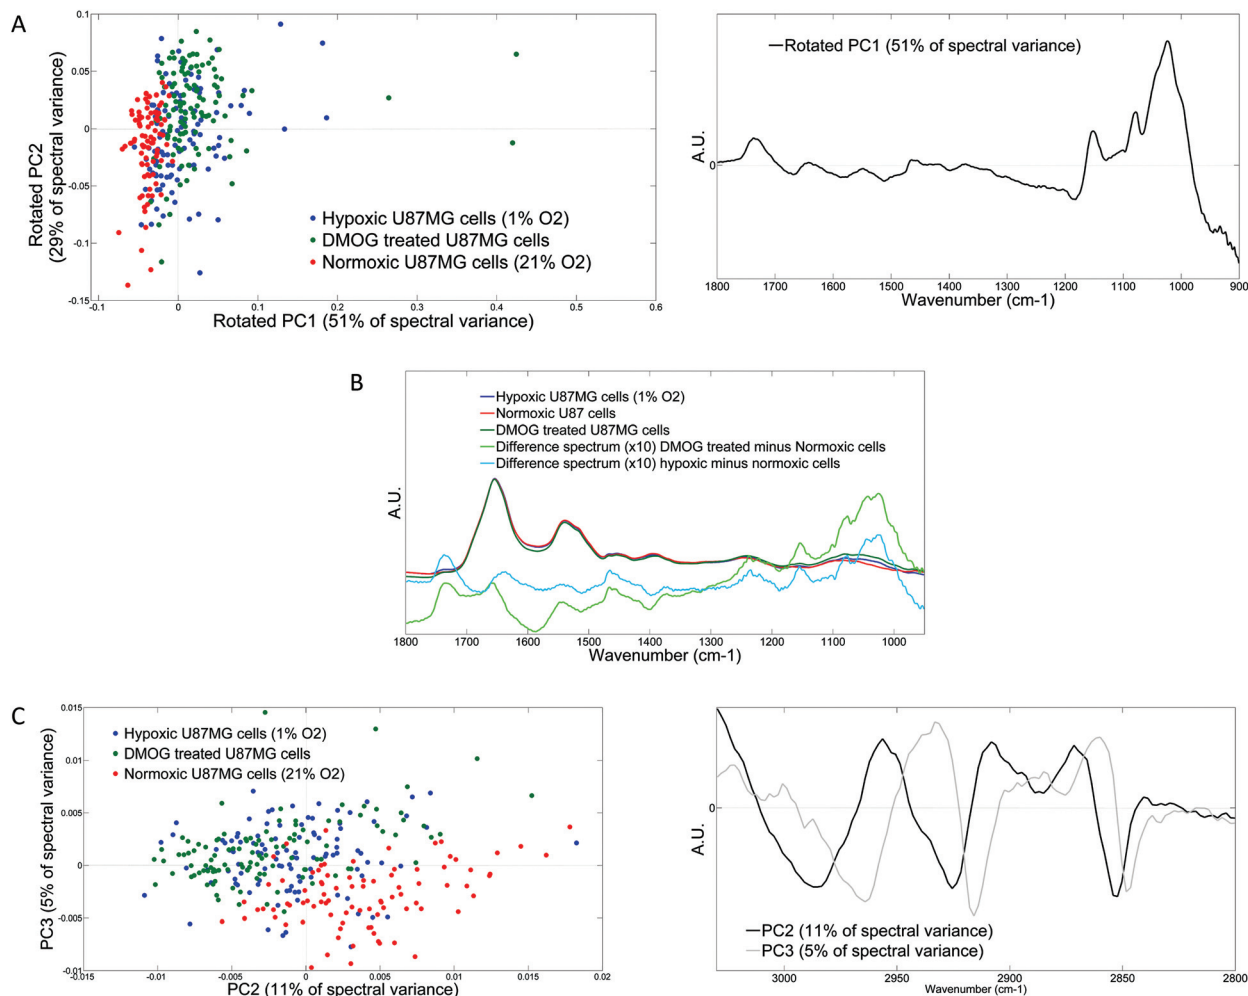 A
0.1
0.05
0
-0.05
-0.1
-0.15
-0.1
0
0.1
0.2
0.3
0.4
0.5
0.6
Rotated PC2
(29% of spectral variance)
Hypoxic U87MG cells (1% O2)
DMOG treated U87MG cells
Normoxic U87MG cells (21% O2)
Rotated PC1 (51% of spectral variance)
Rotated PC1 (51% of spectral variance)
A.U.
0
1800
1700
1600
1500
1400
1300
1200
1100
1000
900
Wavenumber (cm-1)
B
Hypoxic U87MG cells (1% O2)
Normoxic U87 cells
DMOG treated U87MG cells
Difference spectrum (x10) DMOG treated minus Normoxic cells
Difference spectrum (x10) hypoxic minus normoxic cells
A.U.
1800
1700
1600
1500
1400
1300
1200
1100
1000
Wavenumber (cm-1)
C
0.015
0.01
0.005
0
-0.005
-0.01
-0.015
-0.01
-0.005
0
0.005
0.01
0.015
0.02
PC3 (5% of spectral variance)
Hypoxic U87MG cells (1% O2)
DMOG treated U87MG cells
Normoxic U87MG cells (21% O2)
PC2 (11% of spectral variance)
A.U.
0
PC2 (11% of spectral variance)
PC3 (5% of spectral variance)
3000
2950
2900
2850
2800
Wavenumber (cm-1)